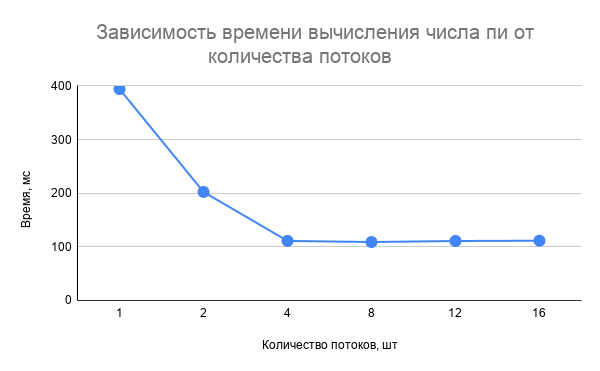 Зависимость времени вычисления числа пи от
количества потоков
400
300
200
100
0
Время, мс
1 2 4 8 12 16
Количество потоков, шт